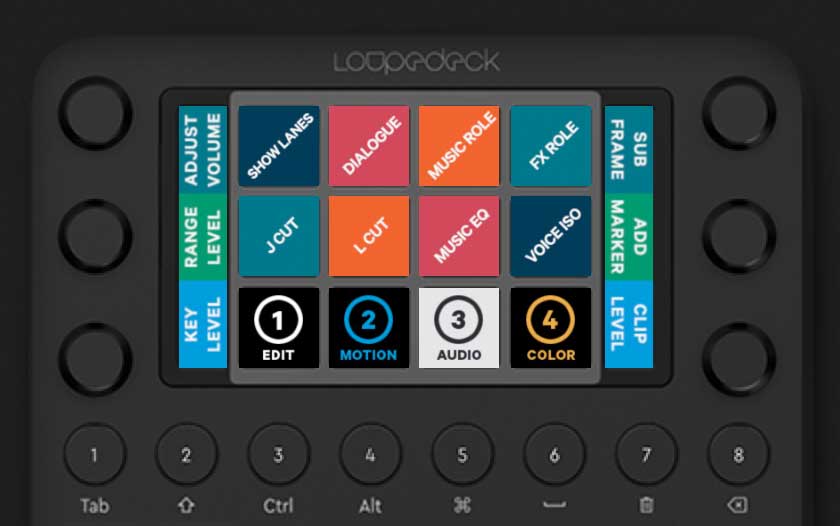 Loupedeck
ADJUST
VOLUME
SHOW LANES
DIALOGUE
MUSIC ROLE
FX ROLE
SUB
FRAME
RANGE
LEVEL
J CUT
L CUT
MUSIC EQ
VOICE ISO
ADD
MARKER
KEY
LEVEL
1
EDIT
2
MOTION
3
AUDIO
4
COLOR
CLIP
LEVEL
1 2 3 4 5 6 7 8
Tab ⇧ Ctrl Alt ⌘